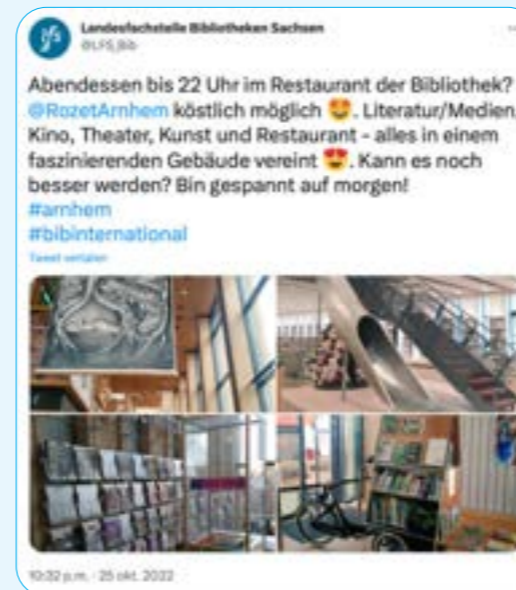 Landesfachstelle Bibliotheken Sachsen
@LFS_Bib
Abendessen bis 22 Uhr im Restaurant der Bibliothek?
@RozetArnhem köstlich möglich 😍. Literatur/Medien,
Kino, Theater, Kunst und Restaurant - alles in einem
faszinierenden Gebäude vereint 😍. Kann es noch
besser werden? Bin gespannt auf morgen!
#arnhem
#bibinternational
Tweet vertalen
10:32 p.m. · 25 okt. 2022